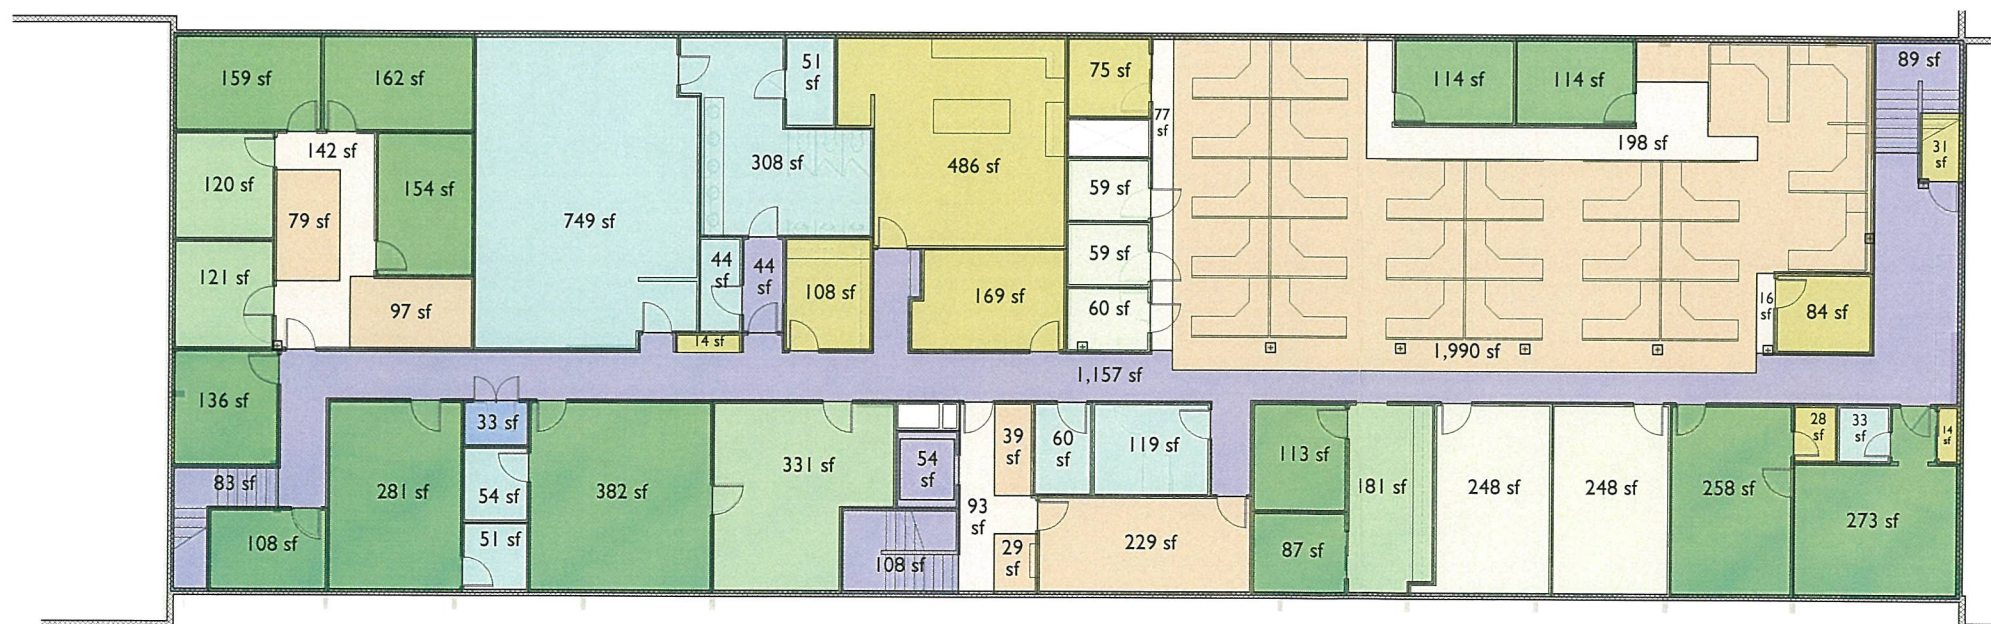 159 sf
162 sf
51
sf
75 sf
114 sf
114 sf
89 sf
77
sf
142 sf
198 sf
31
sf
120 sf
154 sf
308 sf
486 sf
59 sf
79 sf
749 sf
59 sf
121 sf
44
sf
44
sf
108 sf
169 sf
60 sf
16
sf
84 sf
97 sf
14 sf
1,990 sf
1,157 sf
136 sf
33 sf
39
sf
60
sf
119 sf
28
sf
33
sf
14
sf
113 sf
331 sf
54
sf
83 sf
281 sf
54 sf
382 sf
181 sf
248 sf
248 sf
258 sf
93
sf
273 sf
108 sf
51 sf
229 sf
87 sf
29
sf
108 sf